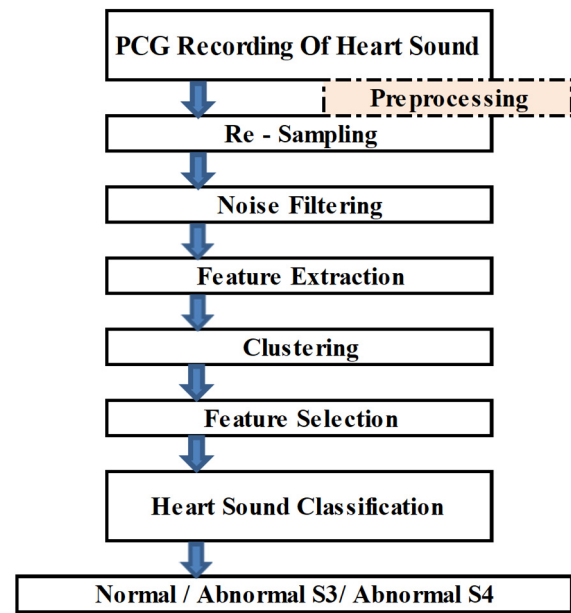 PCG Recording Of Heart Sound
Preprocessing
Re - Sampling
Noise Filtering
Feature Extraction
Clustering
Feature Selection
Heart Sound Classification
Normal / Abnormal S3/ Abnormal S4